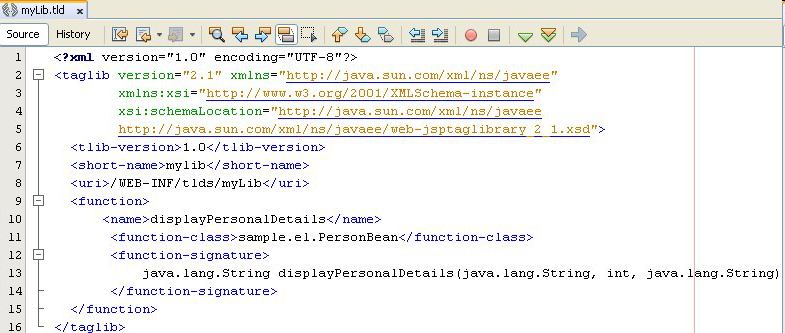 myLib.tld
Source History
1 <?xml version="1.0" encoding="UTF-8"?>
2 <taglib version="2.1" xmlns="http://java.sun.com/xml/ns/javaee"
3 xmlns:xsi="http://www.w3.org/2001/XMLSchema-instance"
4 xsi:schemaLocation="http://java.sun.com/xml/ns/javaee
5 http://java.sun.com/xml/ns/javaee/web-jsptaglibrary_2_1.xsd">
6 <tlib-version>1.0</tlib-version>
7 <short-name>mylib</short-name>
8 <uri>/WEB-INF/tlds/myLib</uri>
9 <function>
10 <name>displayPersonalDetails</name>
11 <function-class>sample.el.PersonBean</function-class>
12 <function-signature>
13 java.lang.String displayPersonalDetails(java.lang.String, int, java.lang.String)
14 </function-signature>
15 </function>
16 </taglib>